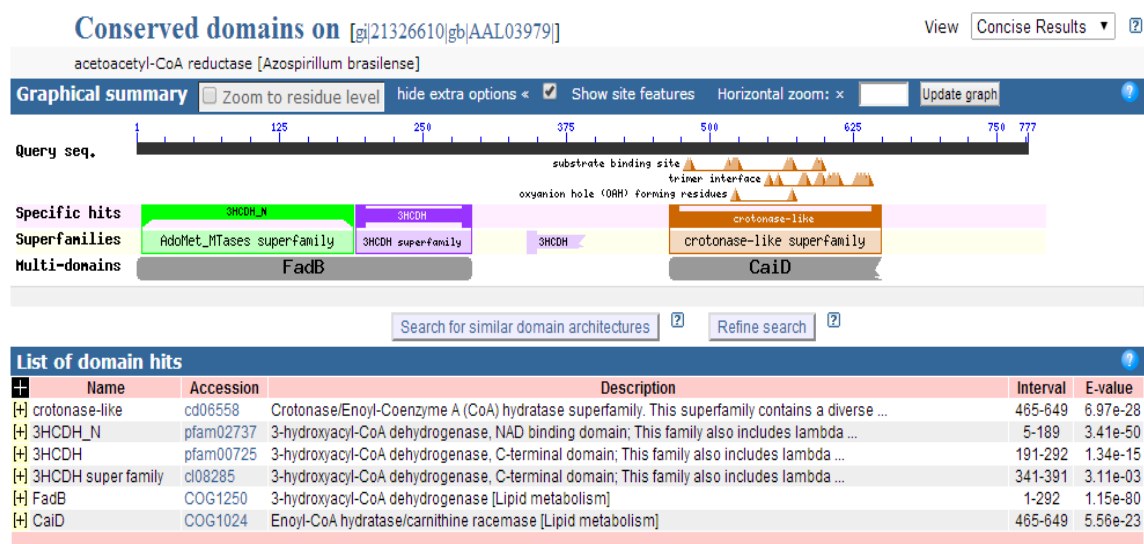 Conserved domains on [gi|21326610|gb|AAL03979|]
View Concise Results
acetoacetyl-CoA reductase [Azospirillum brasilense]
Graphical summary Zoom to residue level hide extra options « Show site features Horizontal zoom: × Update graph ?
1 125 250 375 500 625 750 777
Query seq.
substrate binding site
trimer interface
oxyanion hole (OAH) forming residues
Specific hits 3HCDH_N 3HCDH crotonase-like
Superfamilies AdoMet_MTases superfamily 3HCDH superfamily 3HCDH crotonase-like superfamily
Multi-domains FadB CaiD
Search for similar domain architectures ? Refine search ?
List of domain hits ?
Name Accession Description Interval E-value
[+] crotonase-like cd06558 Crotonase/Enoyl-Coenzyme A (CoA) hydratase superfamily. This superfamily contains a diverse ... 465-649 6.97e-28
[+] 3HCDH_N pfam02737 3-hydroxyacyl-CoA dehydrogenase, NAD binding domain; This family also includes lambda ... 5-189 3.41e-50
[+] 3HCDH pfam00725 3-hydroxyacyl-CoA dehydrogenase, C-terminal domain; This family also includes lambda ... 191-292 1.34e-15
[+] 3HCDH super family cl08285 3-hydroxyacyl-CoA dehydrogenase, C-terminal domain; This family also includes lambda ... 341-391 3.11e-03
[+] FadB COG1250 3-hydroxyacyl-CoA dehydrogenase [Lipid metabolism] 1-292 1.15e-80
[+] CaiD COG1024 Enoyl-CoA hydratase/carnithine racemase [Lipid metabolism] 465-649 5.56e-23